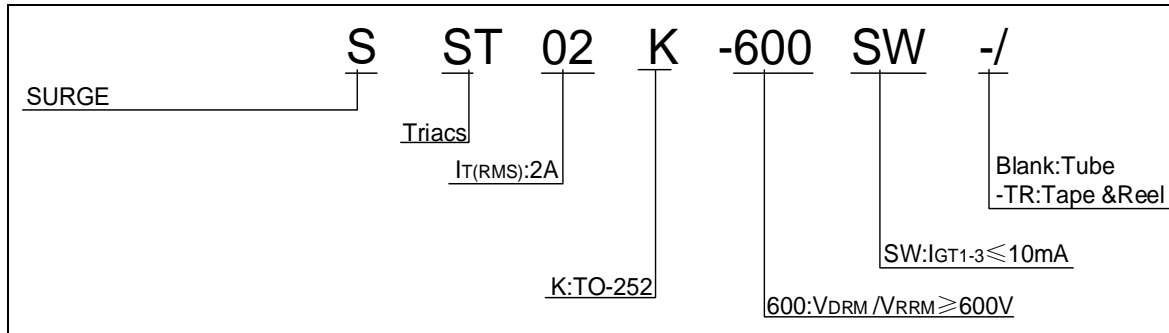 S ST 02 K -600 SW -/
SURGE
Triacs
IT(RMS):2A
Blank:Tube
-TR:Tape &Reel
SW:IGT1-3≤10mA
K:TO-252
600:VDRM /VRRM≥600V